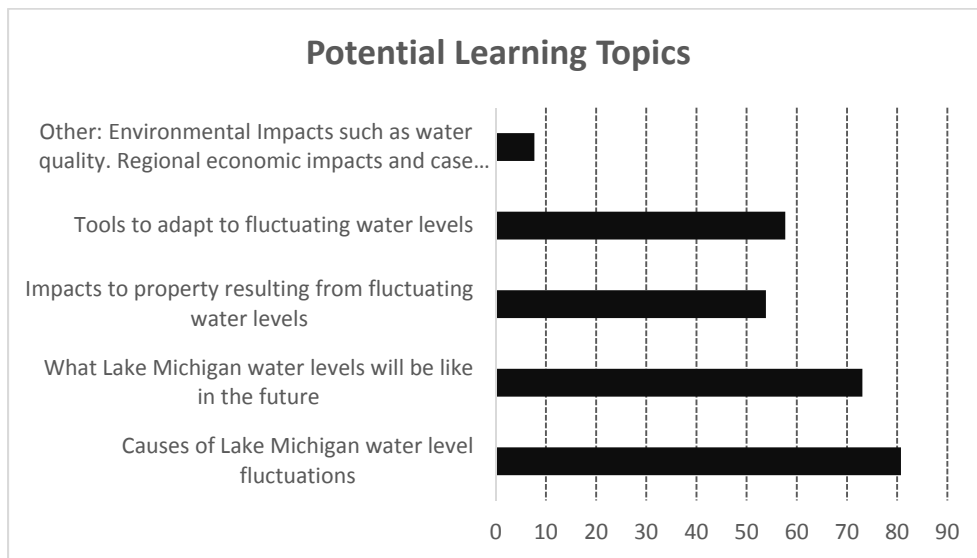 Potential Learning Topics
Other: Environmental Impacts such as water
quality. Regional economic impacts and case...
Tools to adapt to fluctuating water levels
Impacts to property resulting from fluctuating
water levels
What Lake Michigan water levels will be like
in the future
Causes of Lake Michigan water level
fluctuations
0 10 20 30 40 50 60 70 80 90